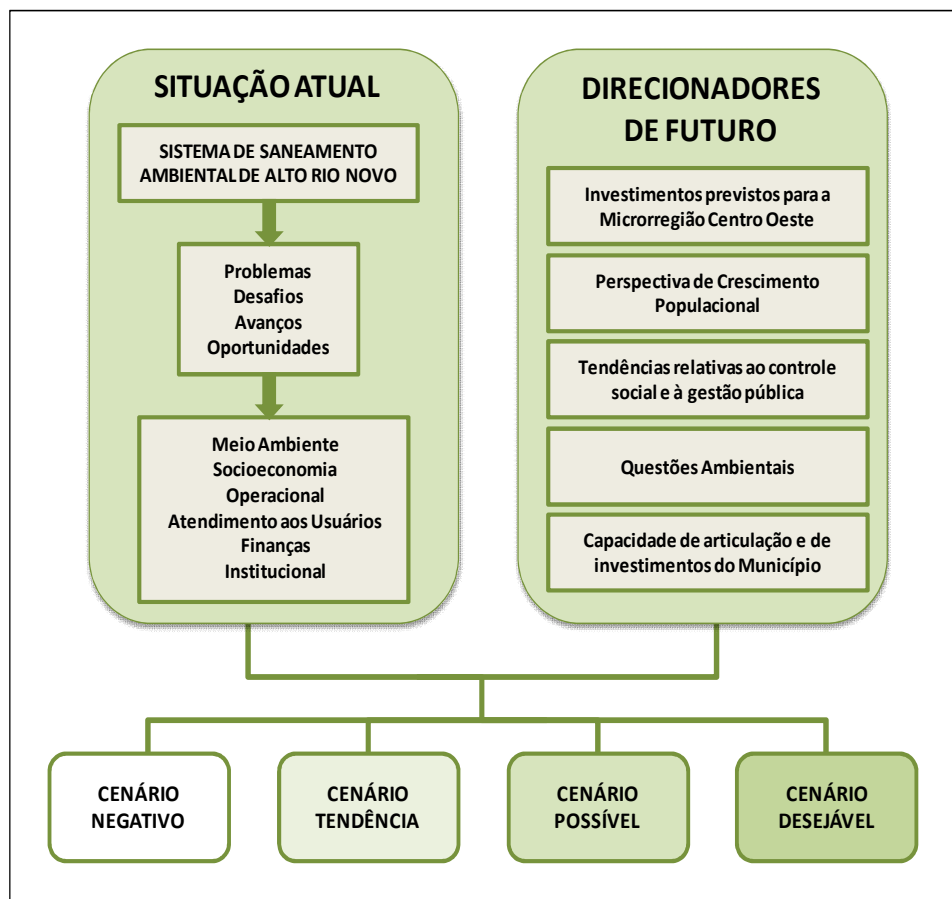 SITUAÇÃO ATUAL
SISTEMA DE SANEAMENTO
AMBIENTAL DE ALTO RIO NOVO
Problemas
Desafios
Avanços
Oportunidades
Meio Ambiente
Socioeconomia
Operacional
Atendimento aos Usuários
Finanças
Institucional
DIRECIONADORES
DE FUTURO
Investimentos previstos para a
Microrregião Centro Oeste
Perspectiva de Crescimento
Populacional
Tendências relativas ao controle
social e à gestão pública
Questões Ambientais
Capacidade de articulação e de
investimentos do Município
CENÁRIO
NEGATIVO
CENÁRIO
TENDÊNCIA
CENÁRIO
POSSÍVEL
CENÁRIO
DESEJÁVEL